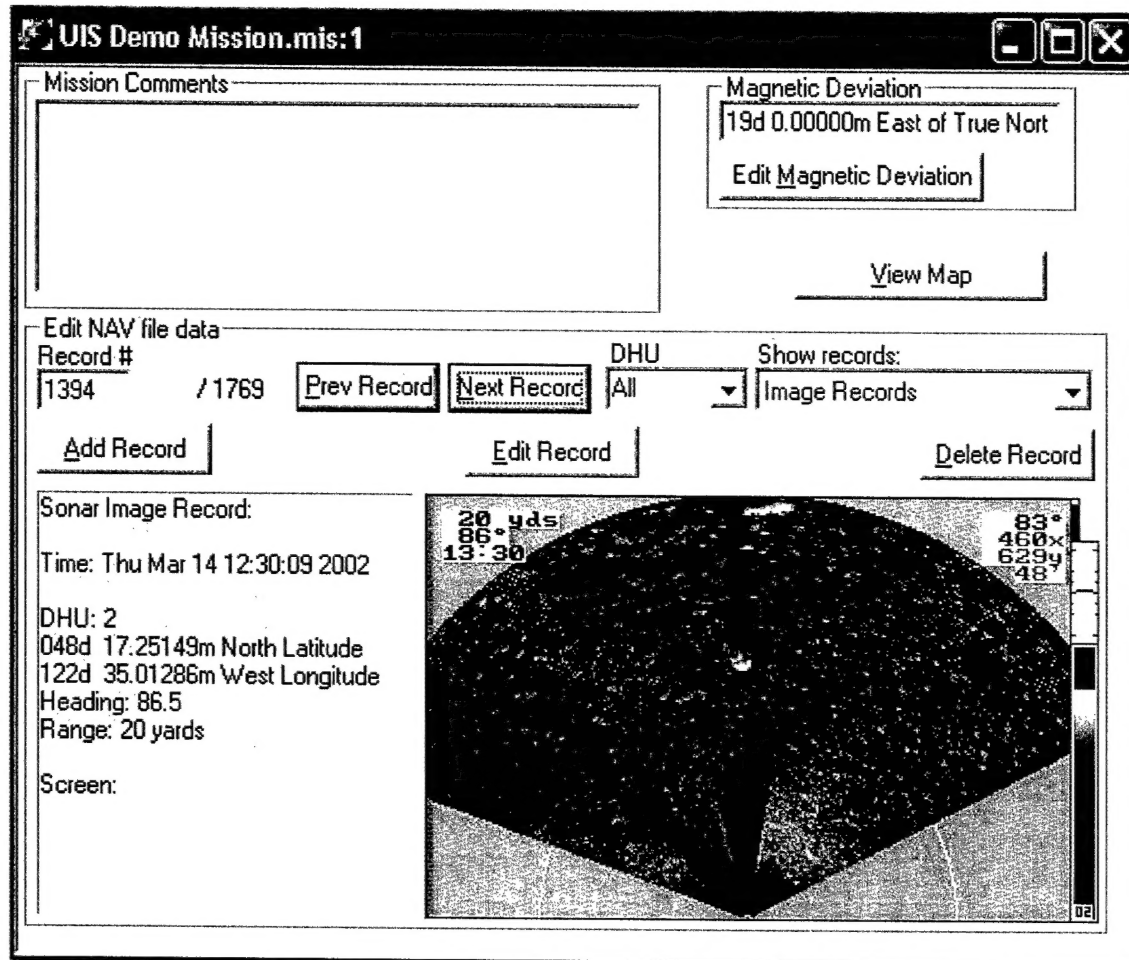 UIS Demo Mission.mis:1
Mission Comments
Magnetic Deviation
19d 0.00000m East of True Nort
Edit Magnetic Deviation
View Map
Edit NAV file data
Record #
DHU
Show records:
1394 / 1769
Prev Record
Next Record
All
Image Records
Add Record
Edit Record
Delete Record
Sonar Image Record:
Time: Thu Mar 14 12:30:09 2002
DHU: 2
048d 17.25149m North Latitude
122d 35.01286m West Longitude
Heading: 86.5
Range: 20 yards
Screen:
20 yds
86°
13:30
83°
460x
629y
48'
02